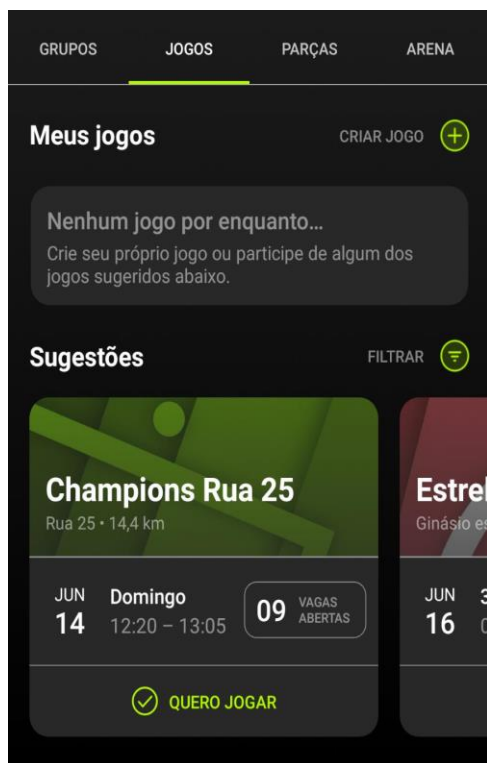 GRUPOS JOGOS PARÇAS ARENA
Meus jogos CRIAR JOGO
Nenhum jogo por enquanto...
Crie seu próprio jogo ou participe de algum dos
jogos sugeridos abaixo.
Sugestões FILTRAR
Champions Rua 25
Rua 25 • 14,4 km
JUN
14
Domingo
12:20 – 13:05
09 VAGAS
ABERTAS
QUERO JOGAR
Ginásio
JUN
16